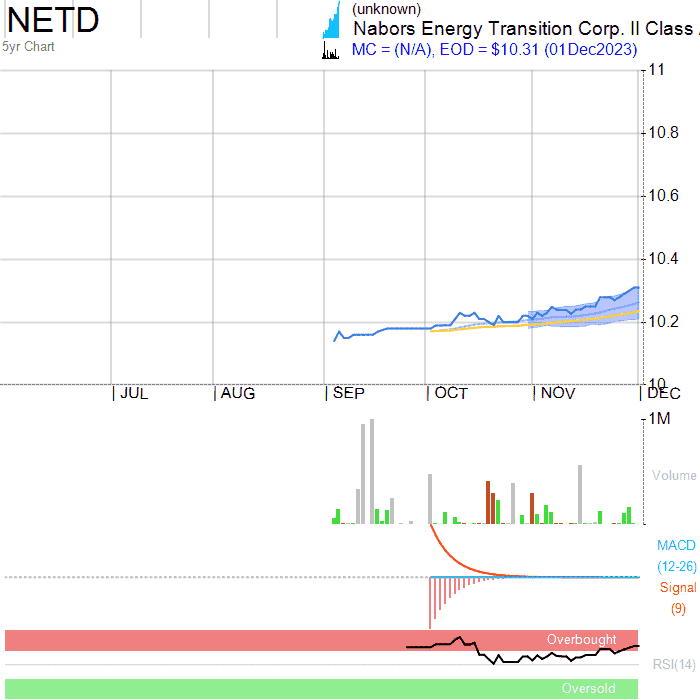 NETD
5yr Chart
(unknown)
Nabors Energy Transition Corp. II Class
MC = (N/A), EOD = $10.31 (01Dec2023)
11
10.8
10.6
10.4
10.2
10
JUL
AUG
SEP
OCT
NOV
DEC
1M
Volume
MACD
(12-26)
Signal
(9)
Overbought
RSI(14)
Oversold